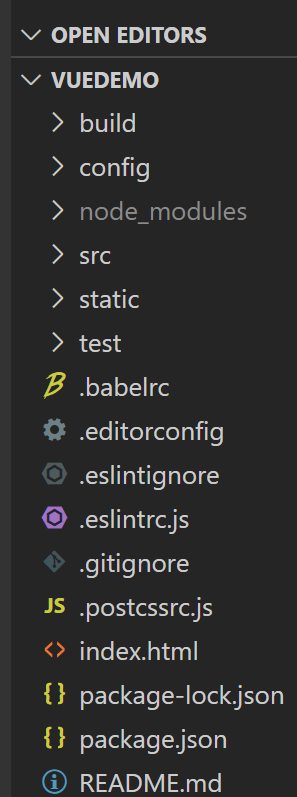 OPEN EDITORS
VUEDEMO
build
config
node_modules
src
static
test
.babelrc
.editorconfig
.eslintignore
.eslintrc.js
.gitignore
JS .postcssrc.js
<> index.html
{ } package-lock.json
{ } package.json
README.md